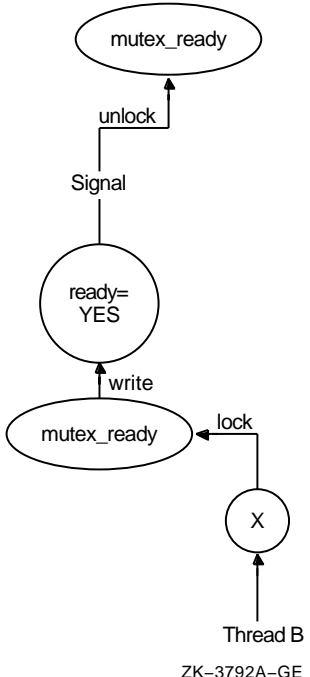 mutex_ready
unlock
Signal
ready=
YES
write
mutex_ready
lock
X
Thread B
ZK–3792A–GE